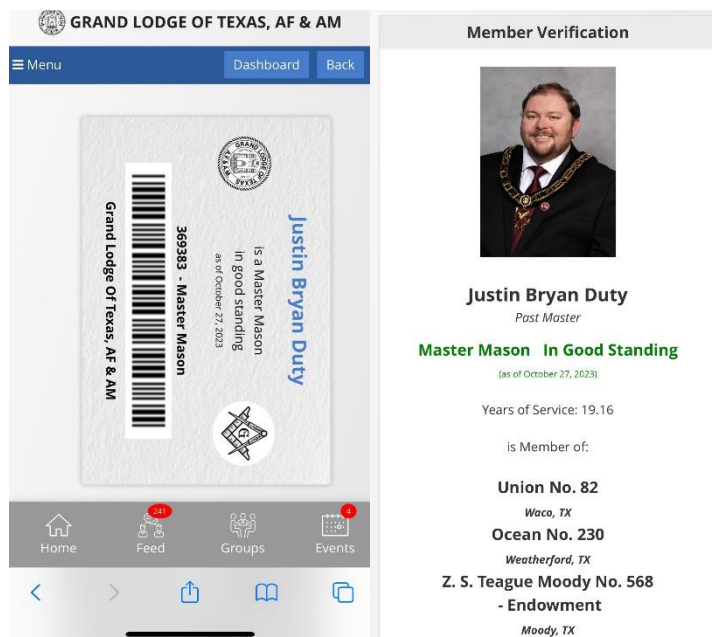 GRAND LODGE OF TEXAS, AF & AM
Menu
Dashboard
Back
Justin Bryan Duty
is a Master Mason
in good standing
as of October 27, 2023
369383 - Master Mason
Grand Lodge Of Texas, AF & AM
G
241
4
Home
Feed
Groups
Events
Member Verification
Justin Bryan Duty
Past Master
Master Mason In Good Standing
(as of October 27, 2023)
Years of Service: 19.16
is Member of:
Union No. 82
Waco, TX
Ocean No. 230
Weatherford, TX
Z. S. Teague Moody No. 568
- Endowment
Moody, TX